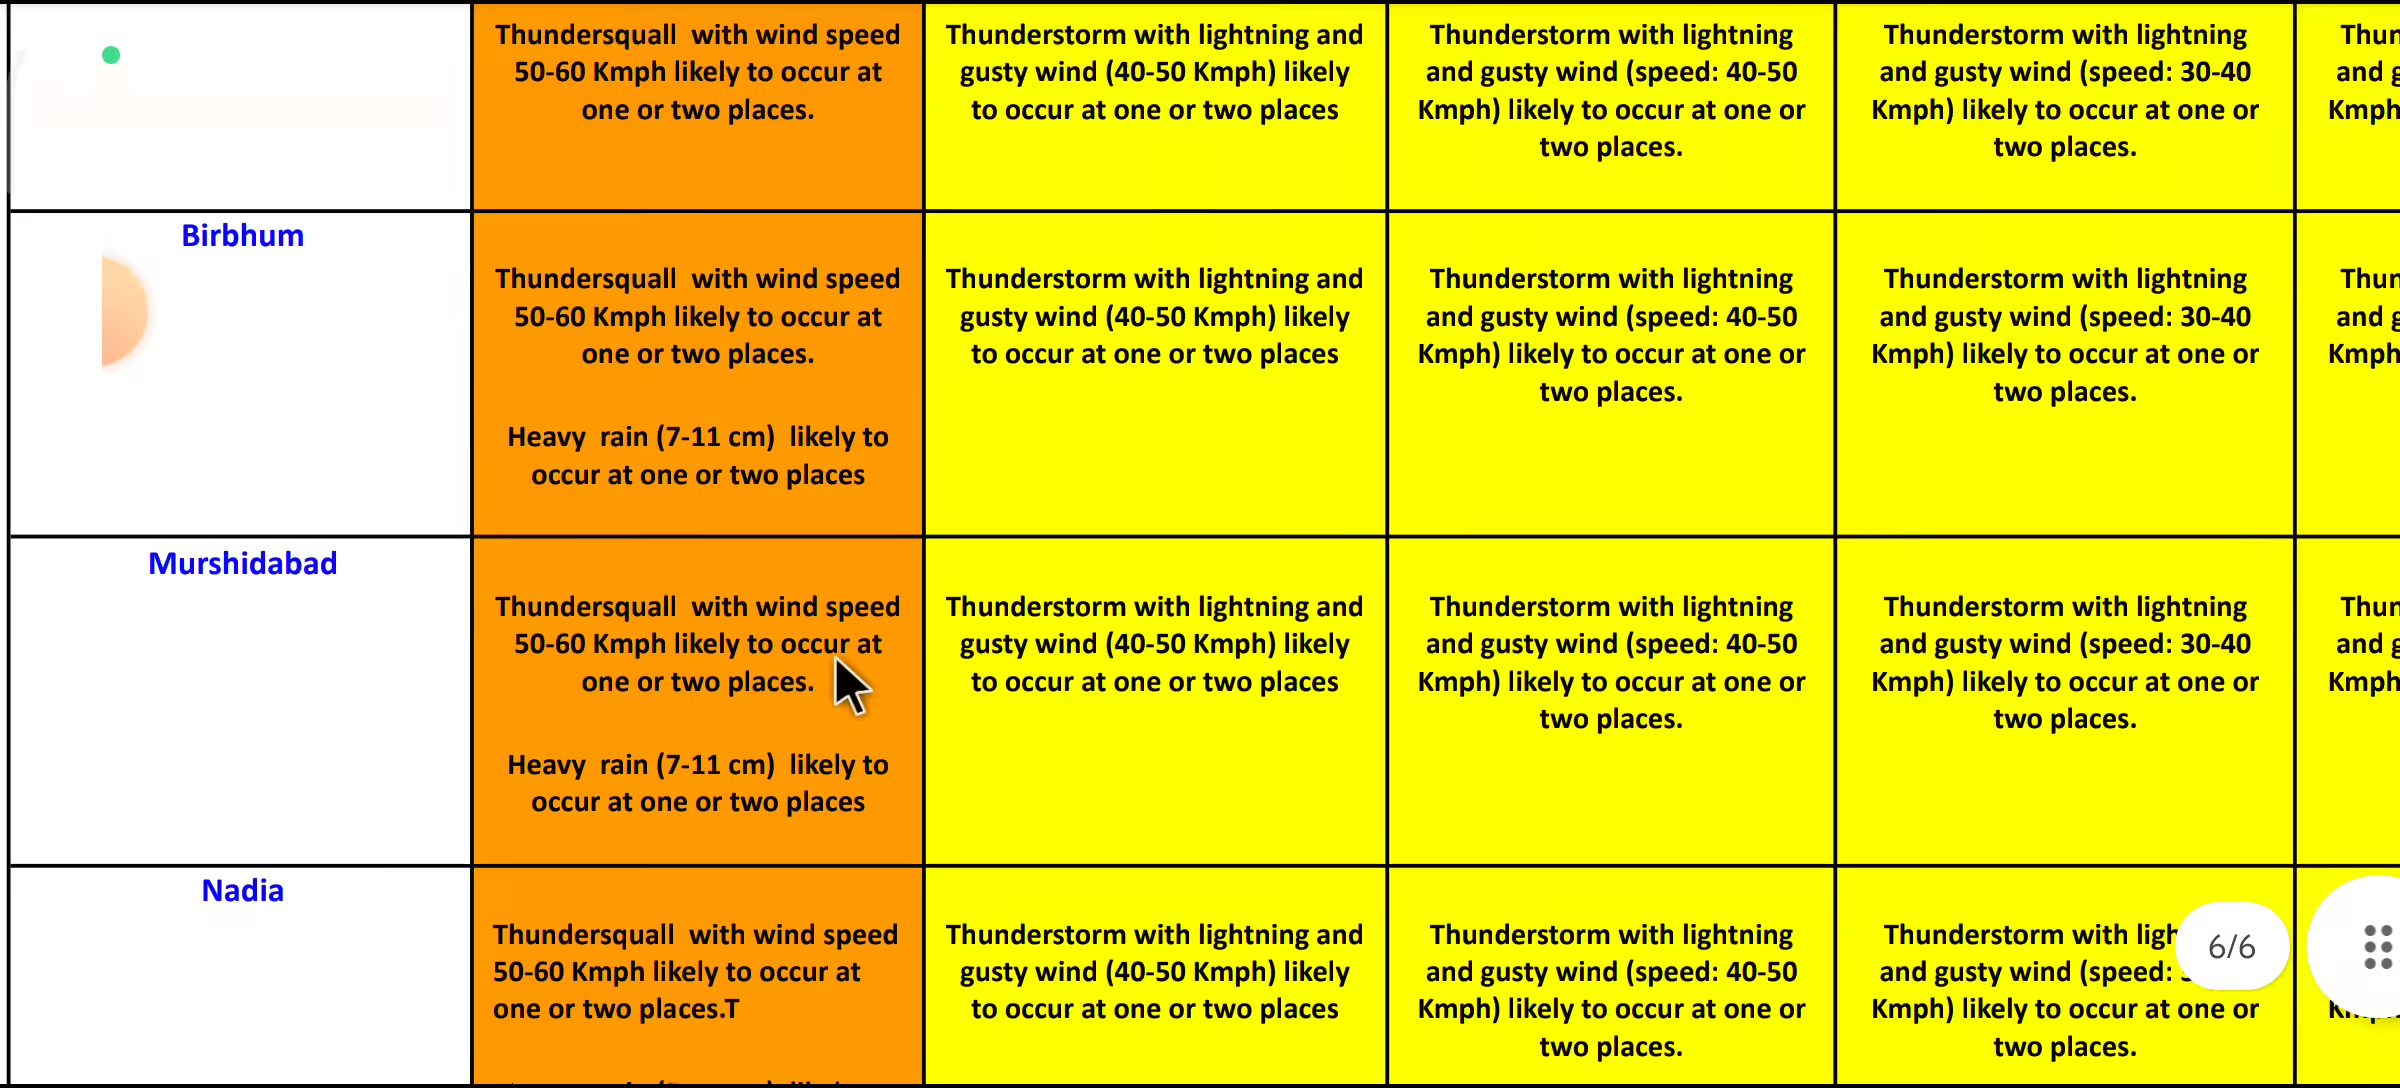 Thundersquall with wind speed
50-60 Kmph likely to occur at
one or two places.
Thunderstorm with lightning and
gusty wind (40-50 Kmph) likely
to occur at one or two places
Thunderstorm with lightning
and gusty wind (speed: 40-50
Kmph) likely to occur at one or
two places.
Thunderstorm with lightning
and gusty wind (speed: 30-40
Kmph) likely to occur at one or
two places.
and
Kmph
Birbhum
Thundersquall with wind speed
50-60 Kmph likely to occur at
one or two places.
Heavy rain (7-11 cm) likely to
occur at one or two places
Thunderstorm with lightning and
gusty wind (40-50 Kmph) likely
to occur at one or two places
Thunderstorm with lightning
and gusty wind (speed: 40-50
Kmph) likely to occur at one or
two places.
Thunderstorm with lightning
and gusty wind (speed: 30-40
Kmph) likely to occur at one or
two places.
and
Kmph
Murshidabad
Thundersquall with wind speed
50-60 Kmph likely to occur at
one or two places.
Heavy rain (7-11 cm) likely to
occur at one or two places
Thunderstorm with lightning and
gusty wind (40-50 Kmph) likely
to occur at one or two places
Thunderstorm with lightning
and gusty wind (speed: 40-50
Kmph) likely to occur at one or
two places.
Thunderstorm with lightning
and gusty wind (speed: 30-40
Kmph) likely to occur at one or
two places.
and
Kmph
Nadia
Thundersquall with wind speed
50-60 Kmph likely to occur at
one or two places.T
Thunderstorm with lightning and
gusty wind (40-50 Kmph) likely
to occur at one or two places
Thunderstorm with lightning
and gusty wind (speed: 40-50
Kmph) likely to occur at one or
two places.
Thunderstorm with
and gusty wind (speed:
Kmph) likely to occur at one or
two places.
6/6